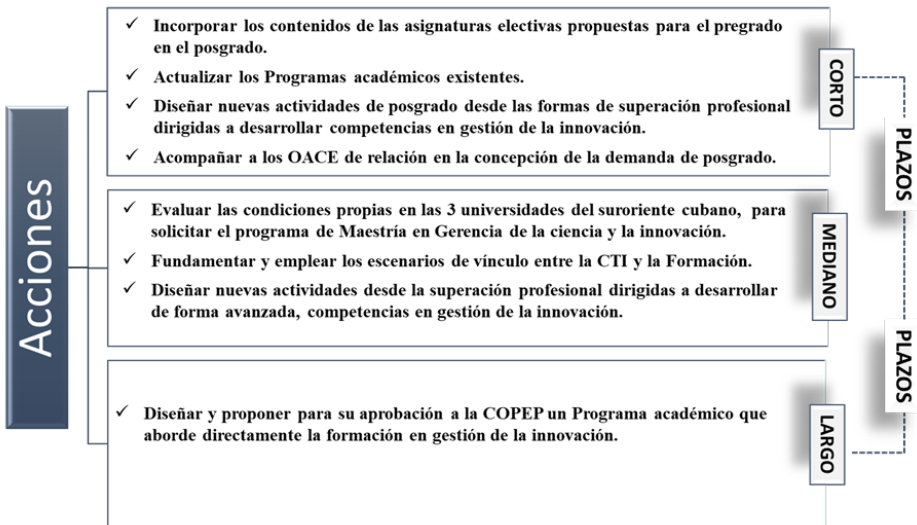 Acciones
✓ Incorporar los contenidos de las asignaturas electivas propuestas para el pregrado
en el posgrado.
✓ Actualizar los Programas académicos existentes.
✓ Diseñar nuevas actividades de posgrado desde las formas de superación profesional
dirigidas a desarrollar competencias en gestión de la innovación.
✓ Acompañar a los OACE de relación en la concepción de la demanda de posgrado.
CORTO
PLAZOS
✓ Evaluar las condiciones propias en las 3 universidades del suroriente cubano, para
solicitar el programa de Maestría en Gerencia de la ciencia y la innovación.
✓ Fundamentar y emplear los escenarios de vínculo entre la CTI y la Formación.
✓ Diseñar nuevas actividades desde la superación profesional dirigidas a desarrollar
de forma avanzada, competencias en gestión de la innovación.
MEDIANO
PLAZOS
✓ Diseñar y proponer para su aprobación a la COPEP un Programa académico que
aborde directamente la formación en gestión de la innovación.
LARGO